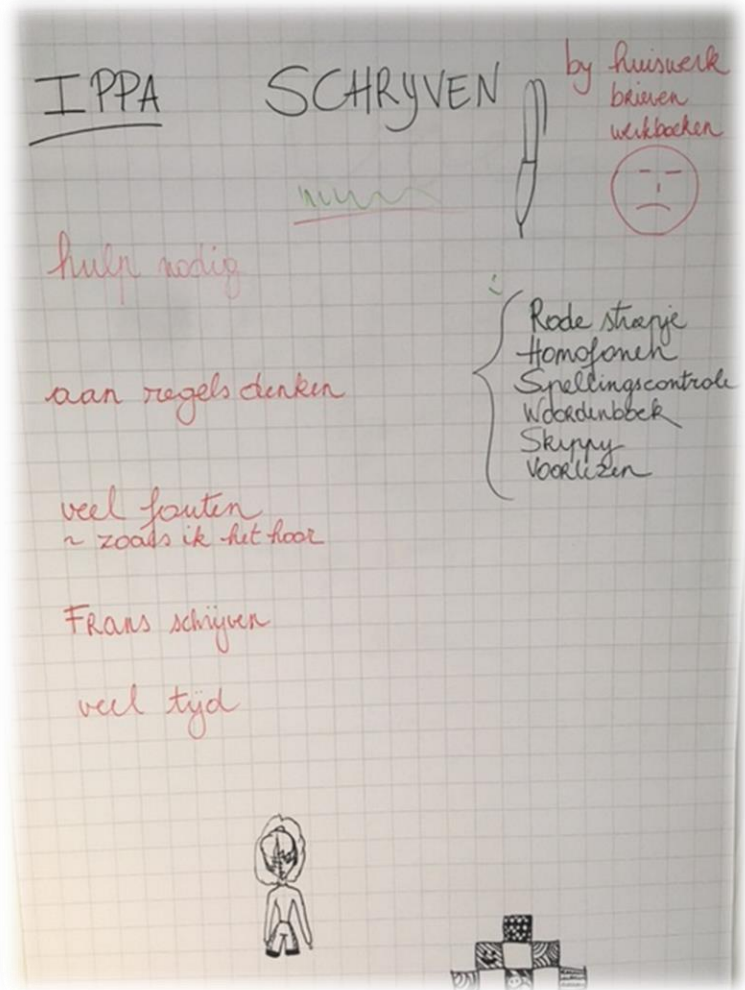 IPPA SCHRYVEN
by huiswerk
brieven
werkboeken
hulp nodig
Rode streepje
Homofonen
Spellingscontrole
Woordenboek
Skippy
Voorlezen
aan regels denken
veel fouten
~ zoals ik het hoor
Frans schrijven
veel tijd